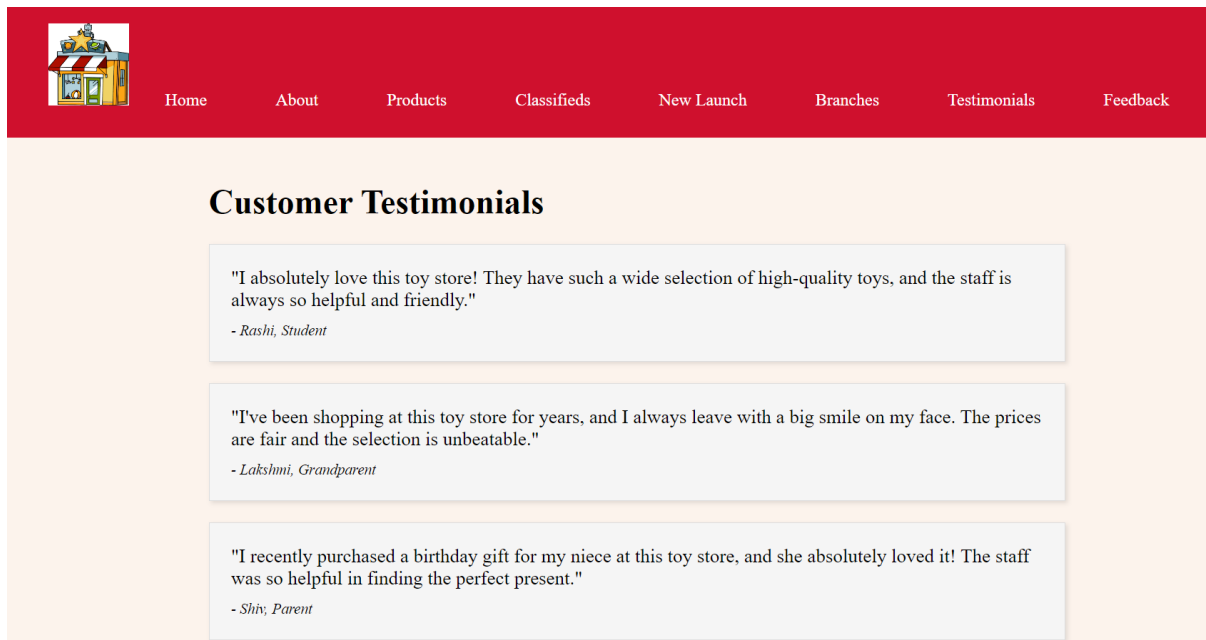 Home About Products Classifieds New Launch Branches Testimonials Feedback
Customer Testimonials
"I absolutely love this toy store! They have such a wide selection of high-quality toys, and the staff is
always so helpful and friendly."
- Rashi, Student
"I've been shopping at this toy store for years, and I always leave with a big smile on my face. The prices
are fair and the selection is unbeatable."
- Lakshmi, Grandparent
"I recently purchased a birthday gift for my niece at this toy store, and she absolutely loved it! The staff
was so helpful in finding the perfect present."
- Shiv, Parent